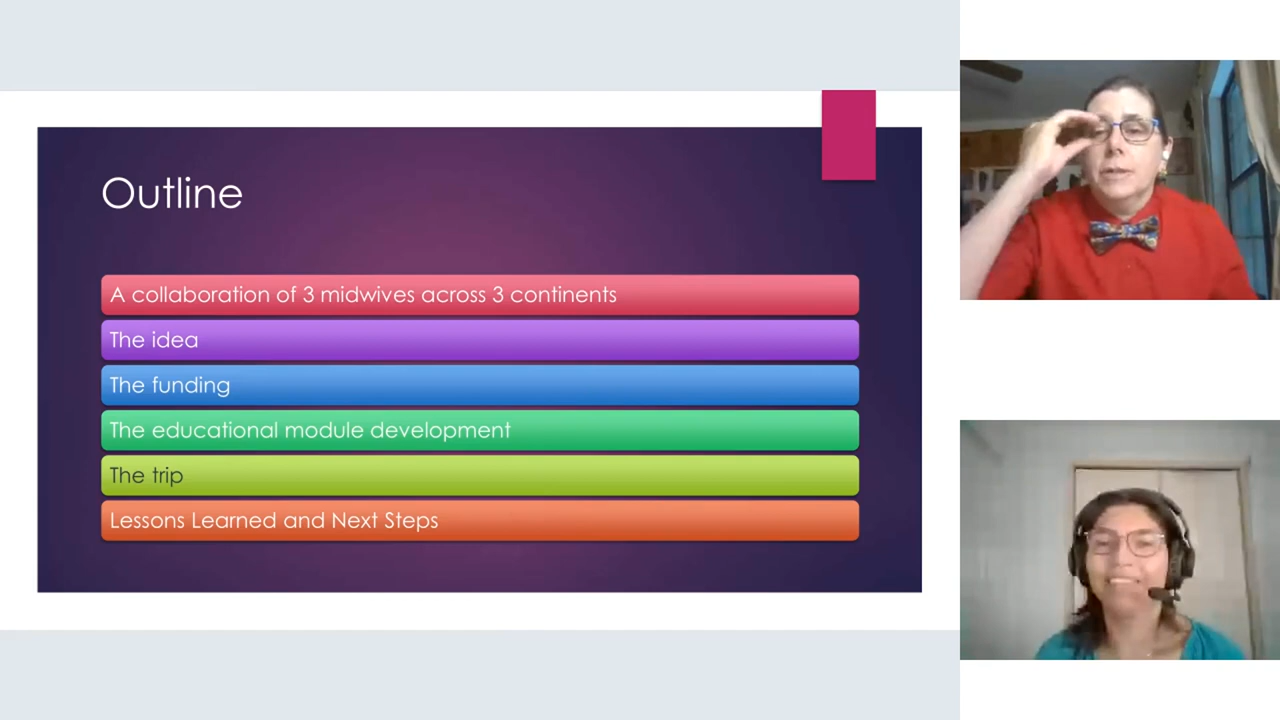 Outline
A collaboration of 3 midwives across 3 continents
The idea
The funding
The educational module development
The trip
Lessons Learned and Next Steps